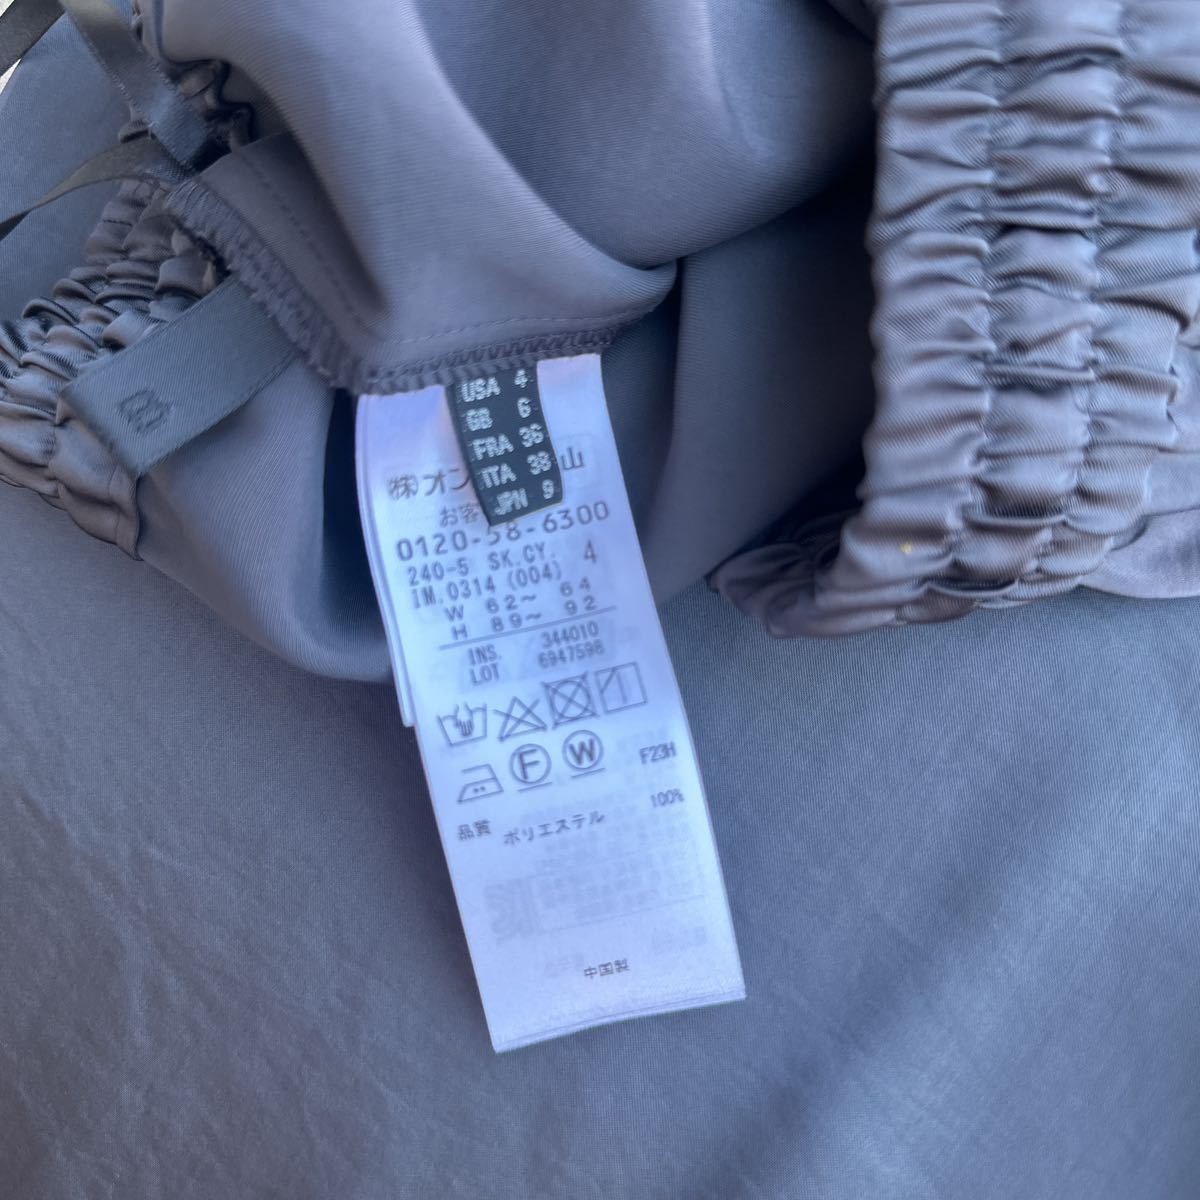 USA 4
GB 6
FRA 36
ITA 38
JPN 9
㈱オン 山
お客
0120-58-6300
240-5 SK.CY. 4
IM.0314 (004)
W 62~ 64
H 89~ 92
INS. 344010
LOT 6947598
F W
F23H
品質 ポリエステル 100%
中国製